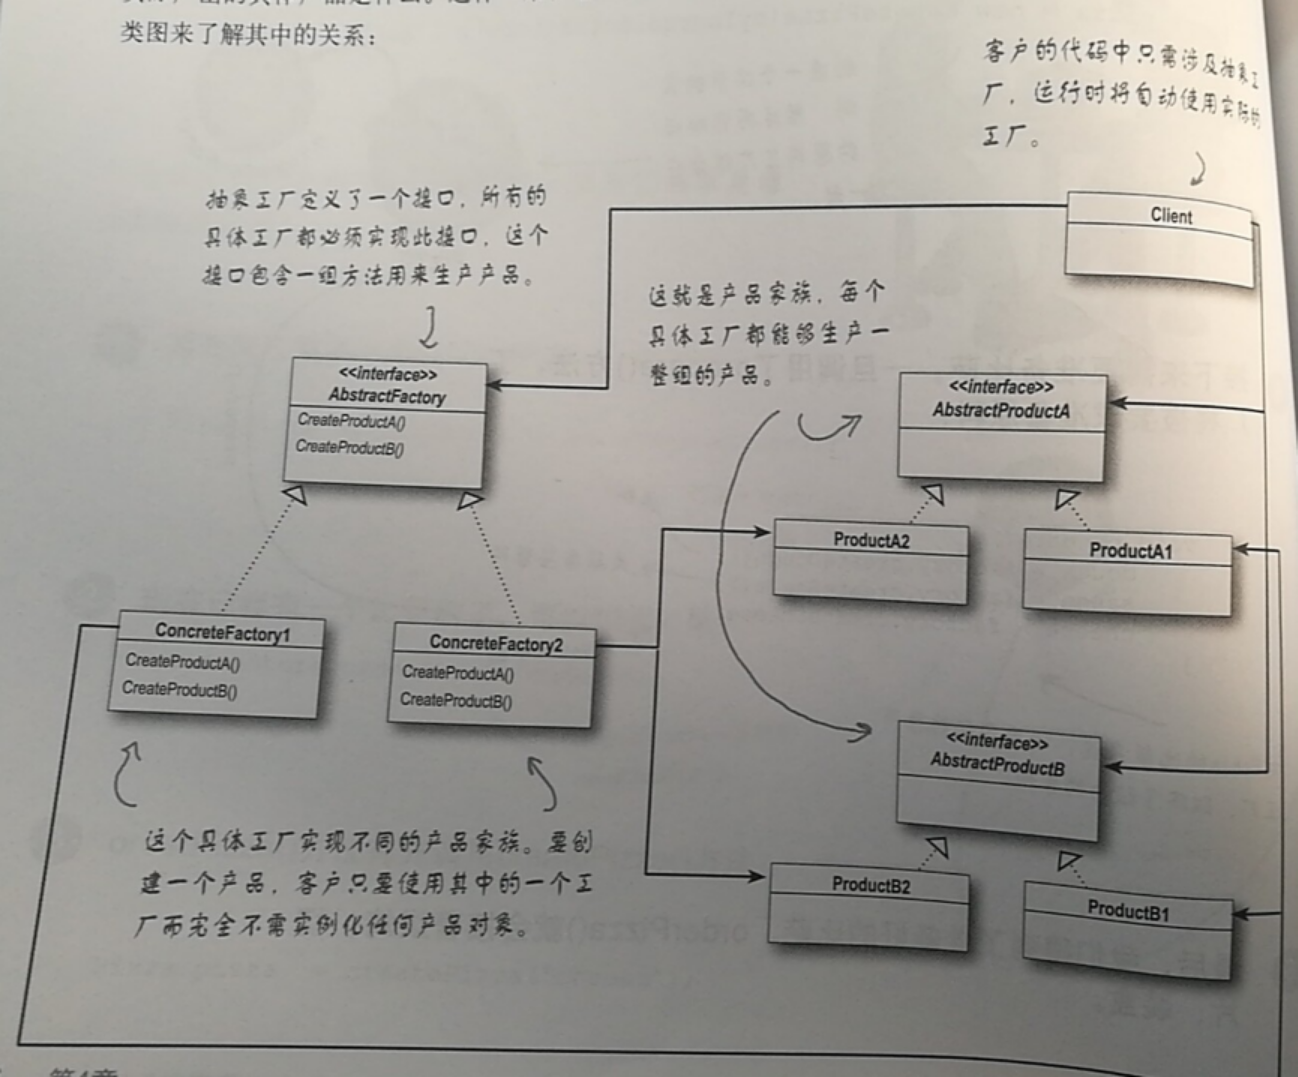 类图来了解其中的关系：
客户的代码中只需涉及抽象工
厂，运行时将自动使用实际的
工厂。
抽象工厂定义了一个接口，所有的
具体工厂都必须实现此接口，这个
接口包含一组方法用来生产产品。
Client
这就是产品家族，每个
具体工厂都能够生产一
整组的产品。
<<interface>>
AbstractFactory
CreateProductA()
CreateProductB()
<<interface>>
AbstractProductA
ProductA2
ProductA1
ConcreteFactory1
CreateProductA()
CreateProductB()
ConcreteFactory2
CreateProductA()
CreateProductB()
<<interface>>
AbstractProductB
这个具体工厂实现不同的产品家族。要创
建一个产品，客户只要使用其中的一个工
厂而完全不需实例化任何产品对象。
ProductB2
ProductB1